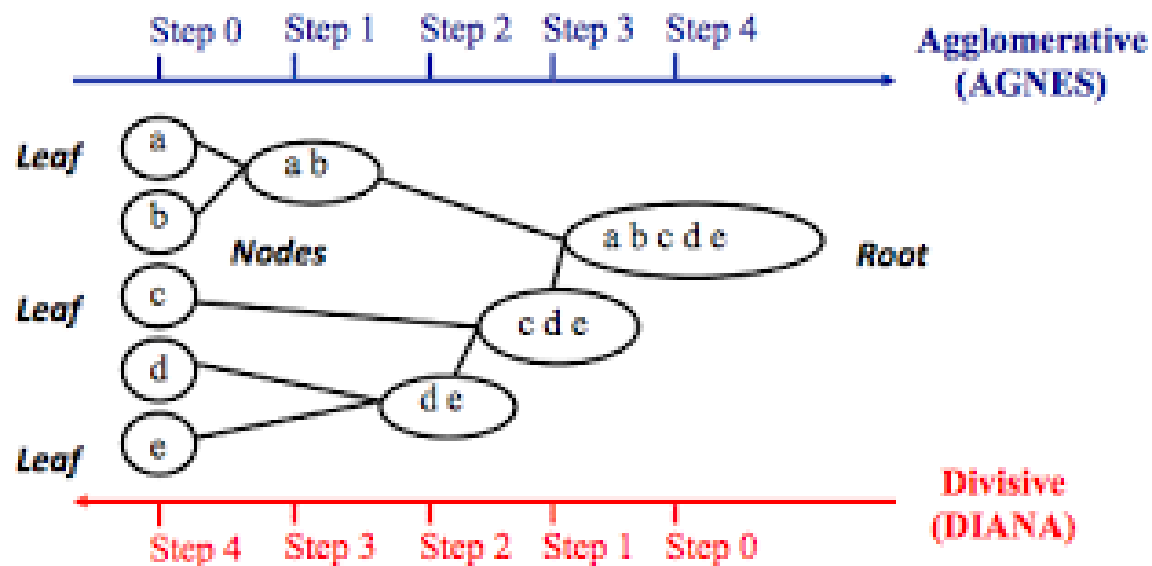 Step 0 Step 1 Step 2 Step 3 Step 4
Agglomerative
(AGNES)
Leaf
a
a b
b
a b c d e
Nodes
Root
Leaf
c
c d e
d
d e
Leaf
e
Divisive
(DIANA)
Step 4 Step 3 Step 2 Step 1 Step 0